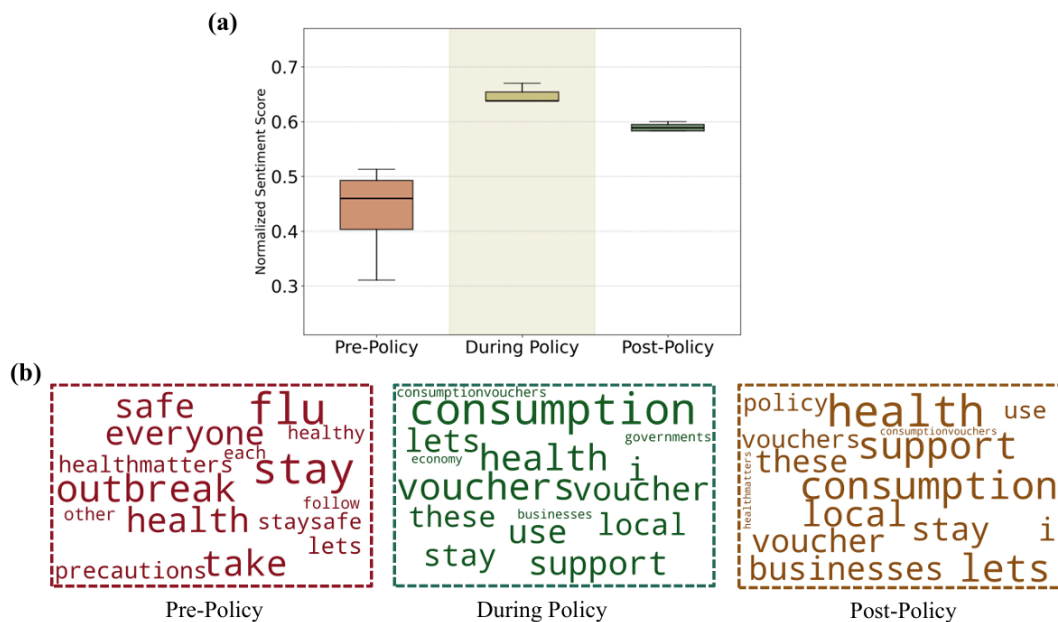 (a)
Normalized Sentiment Score
0.7
0.6
0.5
0.4
0.3
Pre-Policy During Policy Post-Policy
(b)
safe
flu
everyone
healthy
each
healthmatters
stay
outbreak
follow
other
health
staysafe
lets
precautions
take
Pre-Policy
consumptionvouchers
consumption
lets
governments
economy
health
i
vouchers
voucher
these
businesses
use
local
stay
support
During Policy
policy
health
use
consumptionvouchers
vouchers
support
these
healthmatters
consumption
local
stay
i
voucher
businesses
lets
Post-Policy